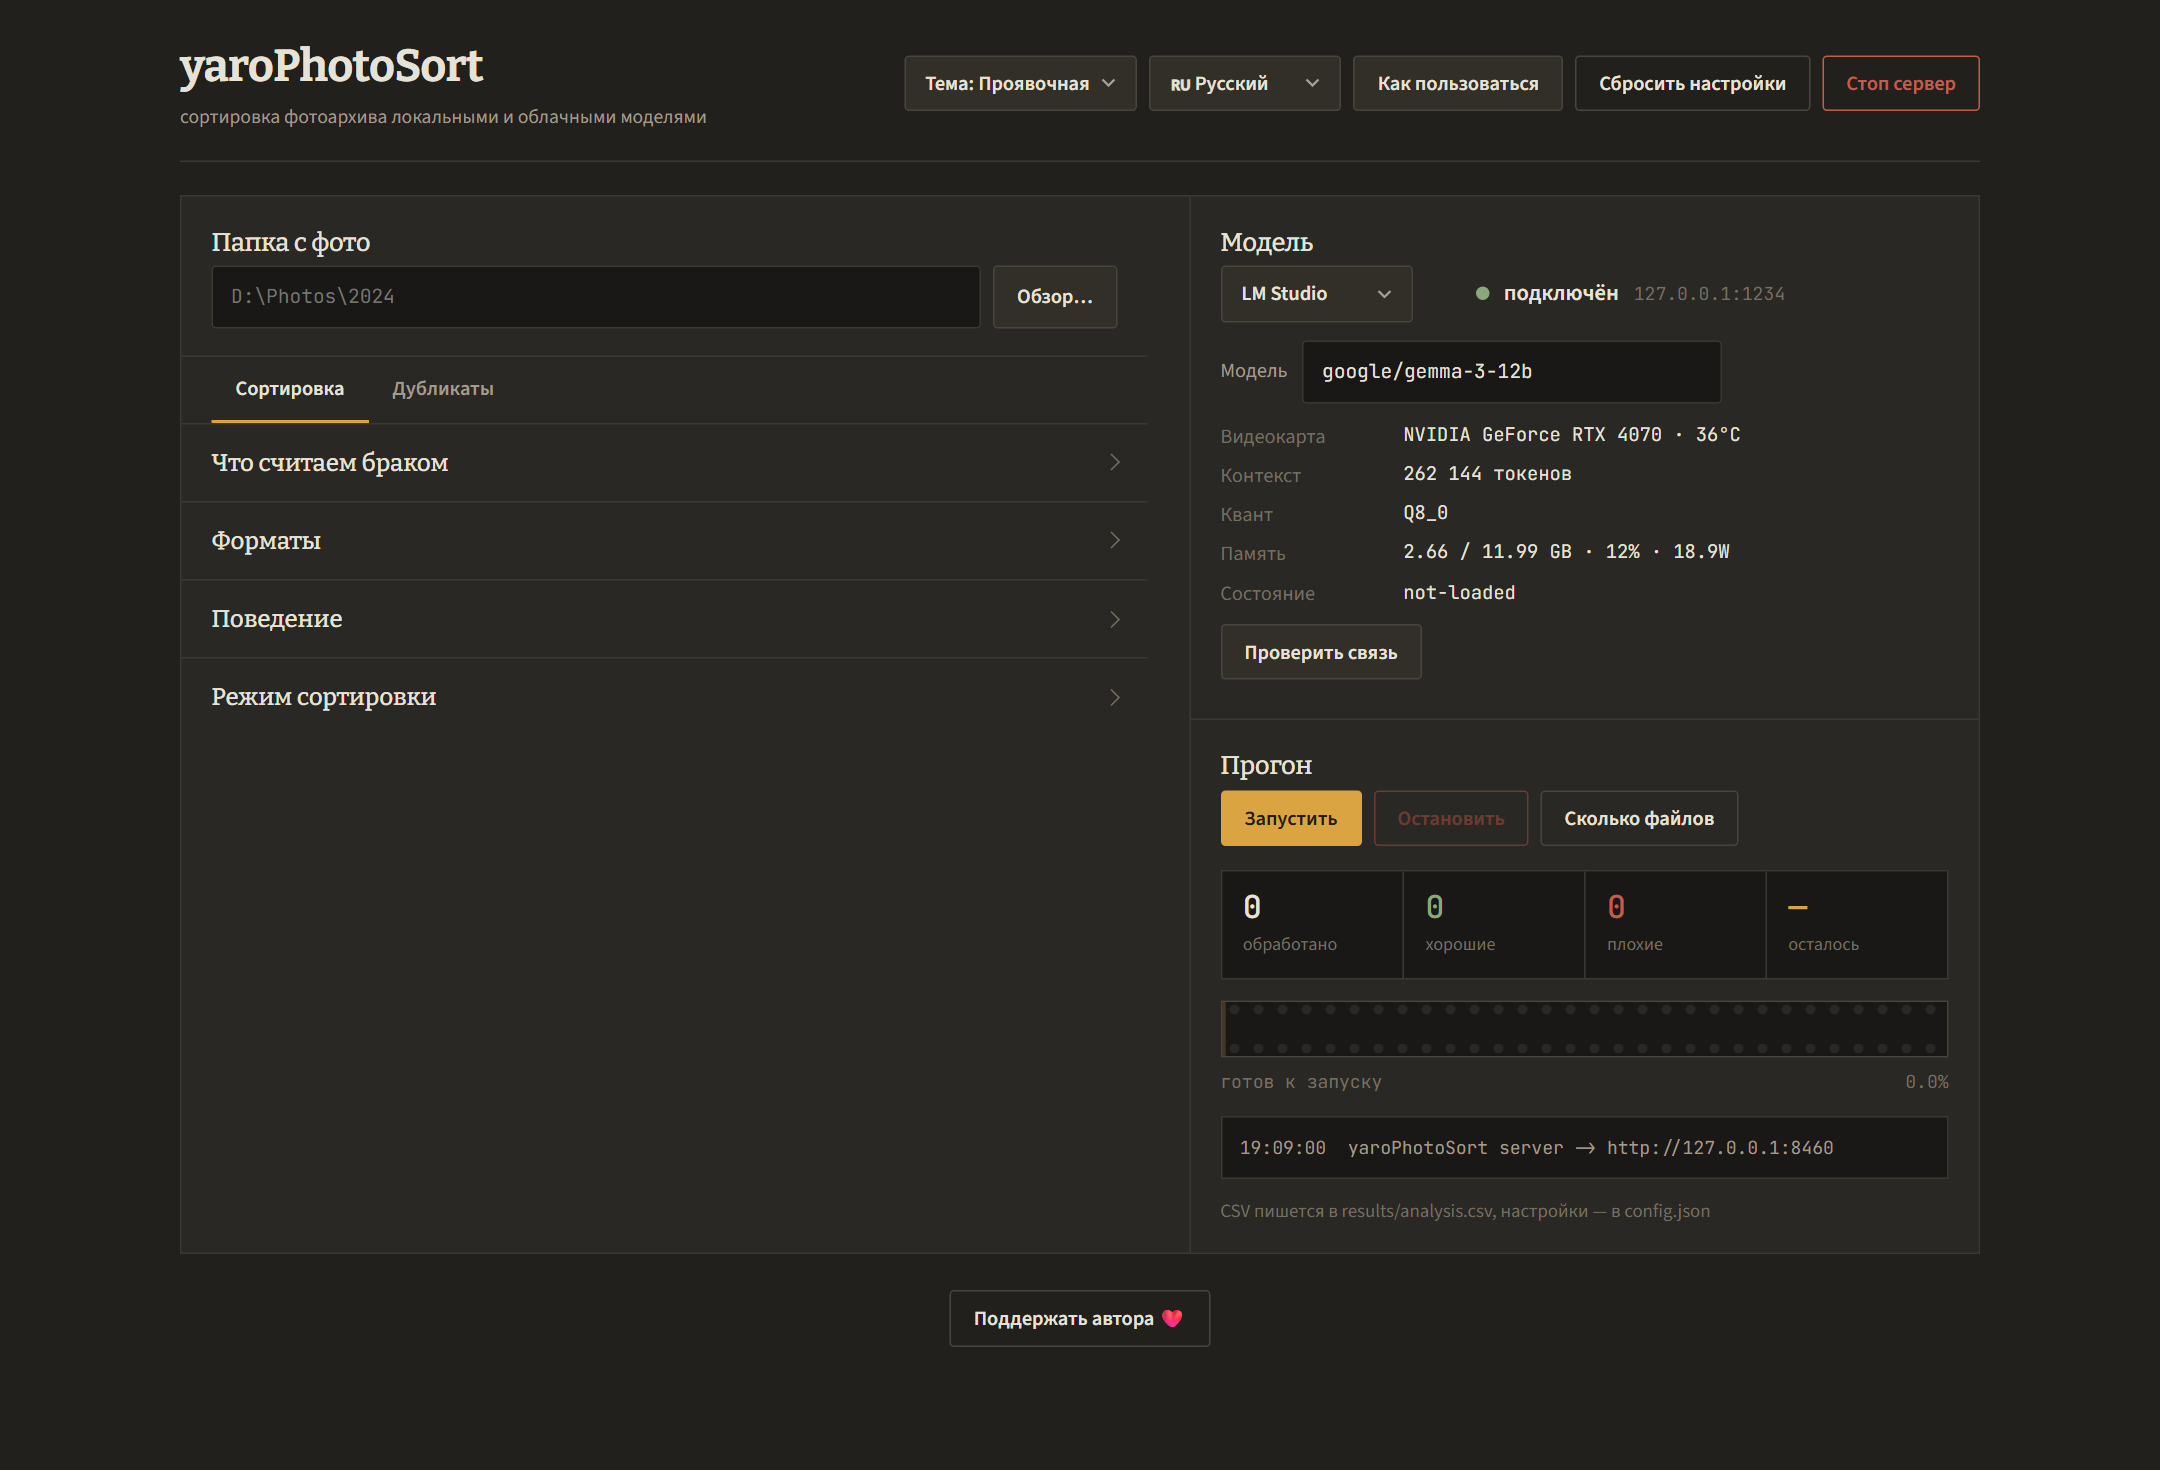 yaroPhotoSort
сортировка фотоархива локальными и облачными моделями
Тема: Проявочная
RU Русский
Как пользоваться
Сбросить настройки
Стоп сервер
Папка с фото
D:\Photos\2024
Обзор...
Сортировка
Дубликаты
Что считаем браком
Форматы
Поведение
Режим сортировки
Модель
LM Studio
подключён 127.0.0.1:1234
Модель google/gemma-3-12b
Видеокарта NVIDIA GeForce RTX 4070 · 36°C
Контекст 262 144 токенов
Квант Q8_0
Память 2.66 / 11.99 GB · 12% · 18.9W
Состояние not-loaded
Проверить связь
Прогон
Запустить
Остановить
Сколько файлов
0
обработано
0
хорошие
0
плохие
—
осталось
готов к запуску 0.0%
19:09:00 yaroPhotoSort server → http://127.0.0.1:8460
CSV пишется в results/analysis.csv, настройки — в config.json
Поддержать автора ❤️